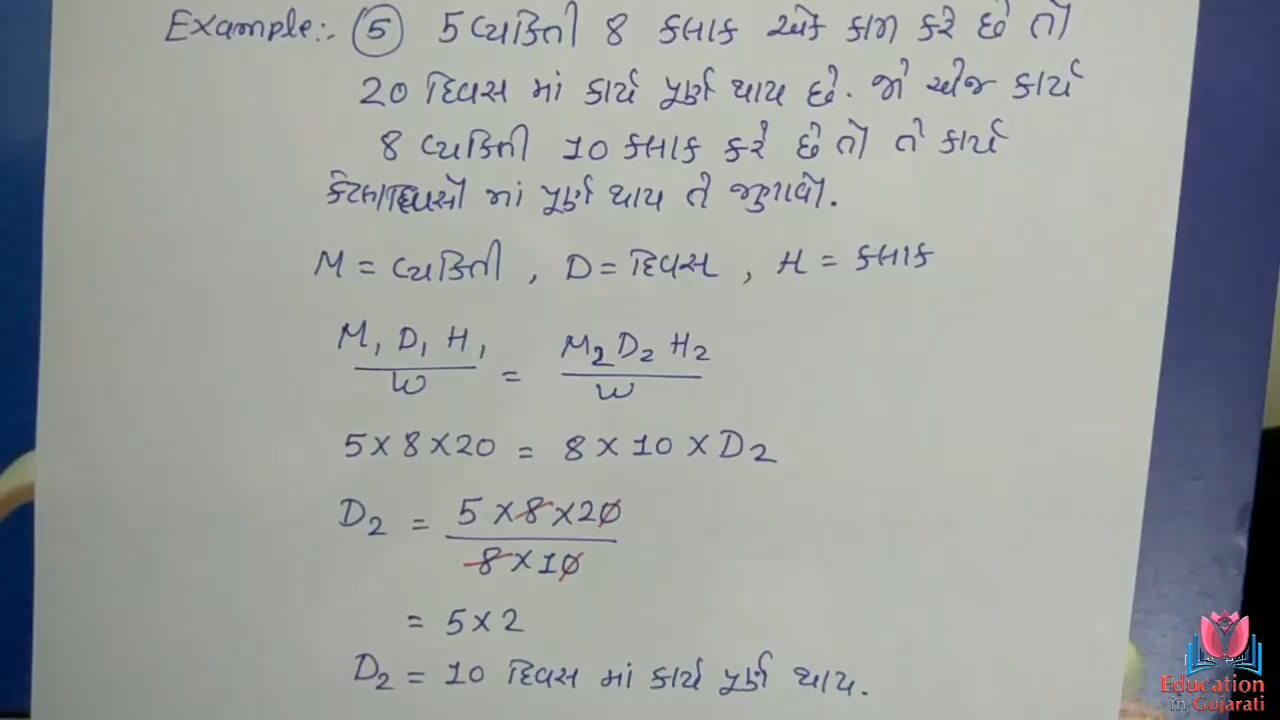 Example:- 5 5 વ્યકિતી 8 કલાક એક કામ કરે છે તો
20 દિવસ માં કાર્ય પૂર્ણ થાય છે. જો એજ કાર્ય
8 વ્યકિતી 10 કલાક કરે છે તો તે કાર્ય
કેટલા દિવસો માં પૂર્ણ થાય તે જણાવો.
M = વ્યકિતી , D = દિવસ , H = કલાક
M₁ D₁ H₁ / W = M₂ D₂ H₂ / W
5 × 8 × 20 = 8 × 10 × D₂
D₂ = 5 × 8 × 20 / 8 × 10
= 5 × 2
D₂ = 10 દિવસ માં કાર્ય પૂર્ણ થાય.
Education
in Gujarati